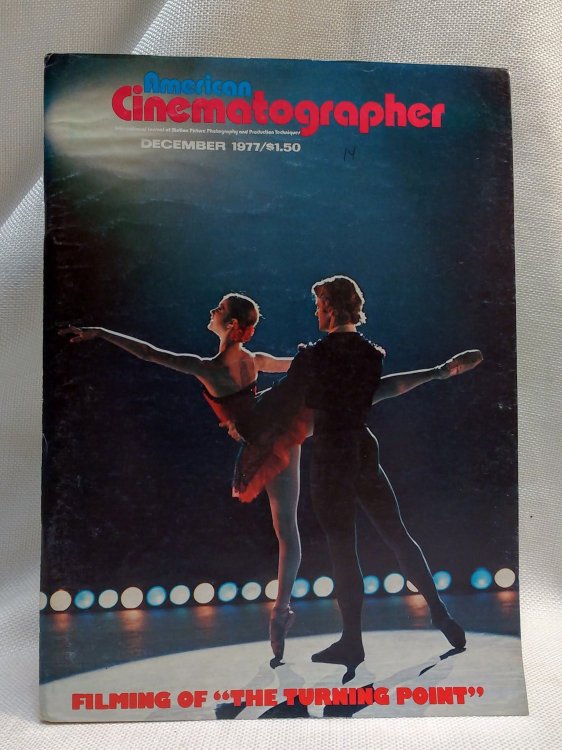 American
Cinematographer
International Journal of Motion Picture Photography and Production Techniques
DECEMBER 1977/$1.50
14
FILMING OF "THE TURNING POINT"